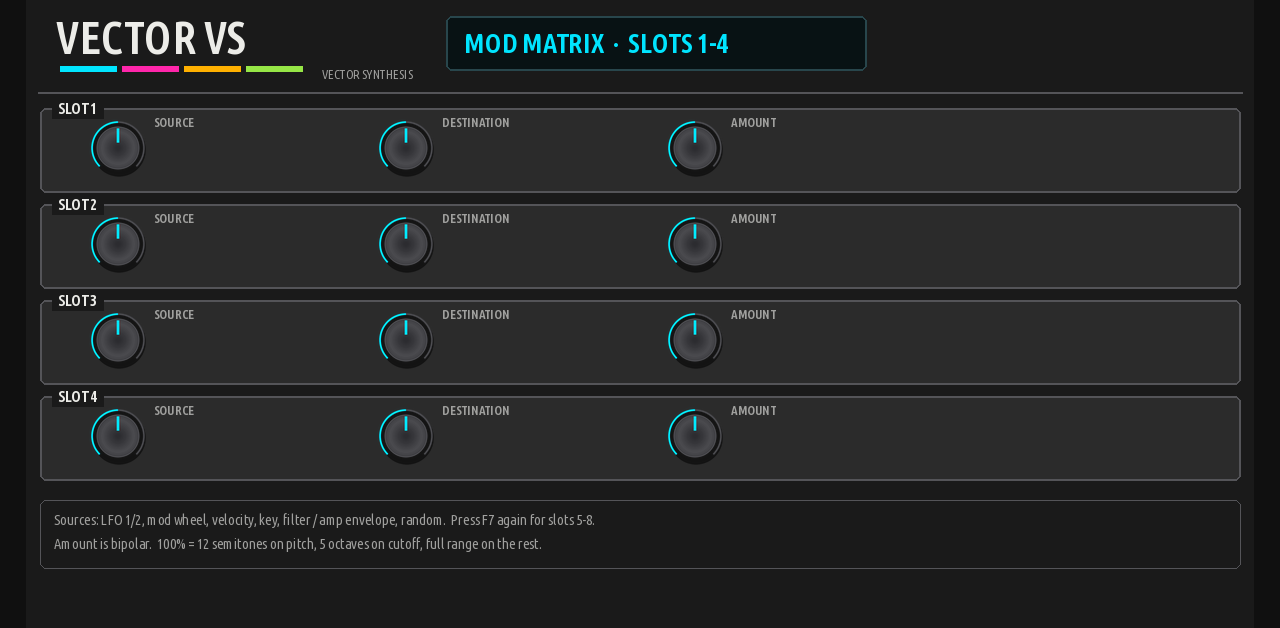 VECTOR VS
MOD MATRIX · SLOTS 1-4
VECTOR SYNTHESIS
SLOT1
SOURCE DESTINATION AMOUNT
SLOT2
SOURCE DESTINATION AMOUNT
SLOT3
SOURCE DESTINATION AMOUNT
SLOT4
SOURCE DESTINATION AMOUNT
Sources: LFO 1/2, mod wheel, velocity, key, filter / amp envelope, random. Press F7 again for slots 5-8.
Amount is bipolar. 100% = 12 semitones on pitch, 5 octaves on cutoff, full range on the rest.